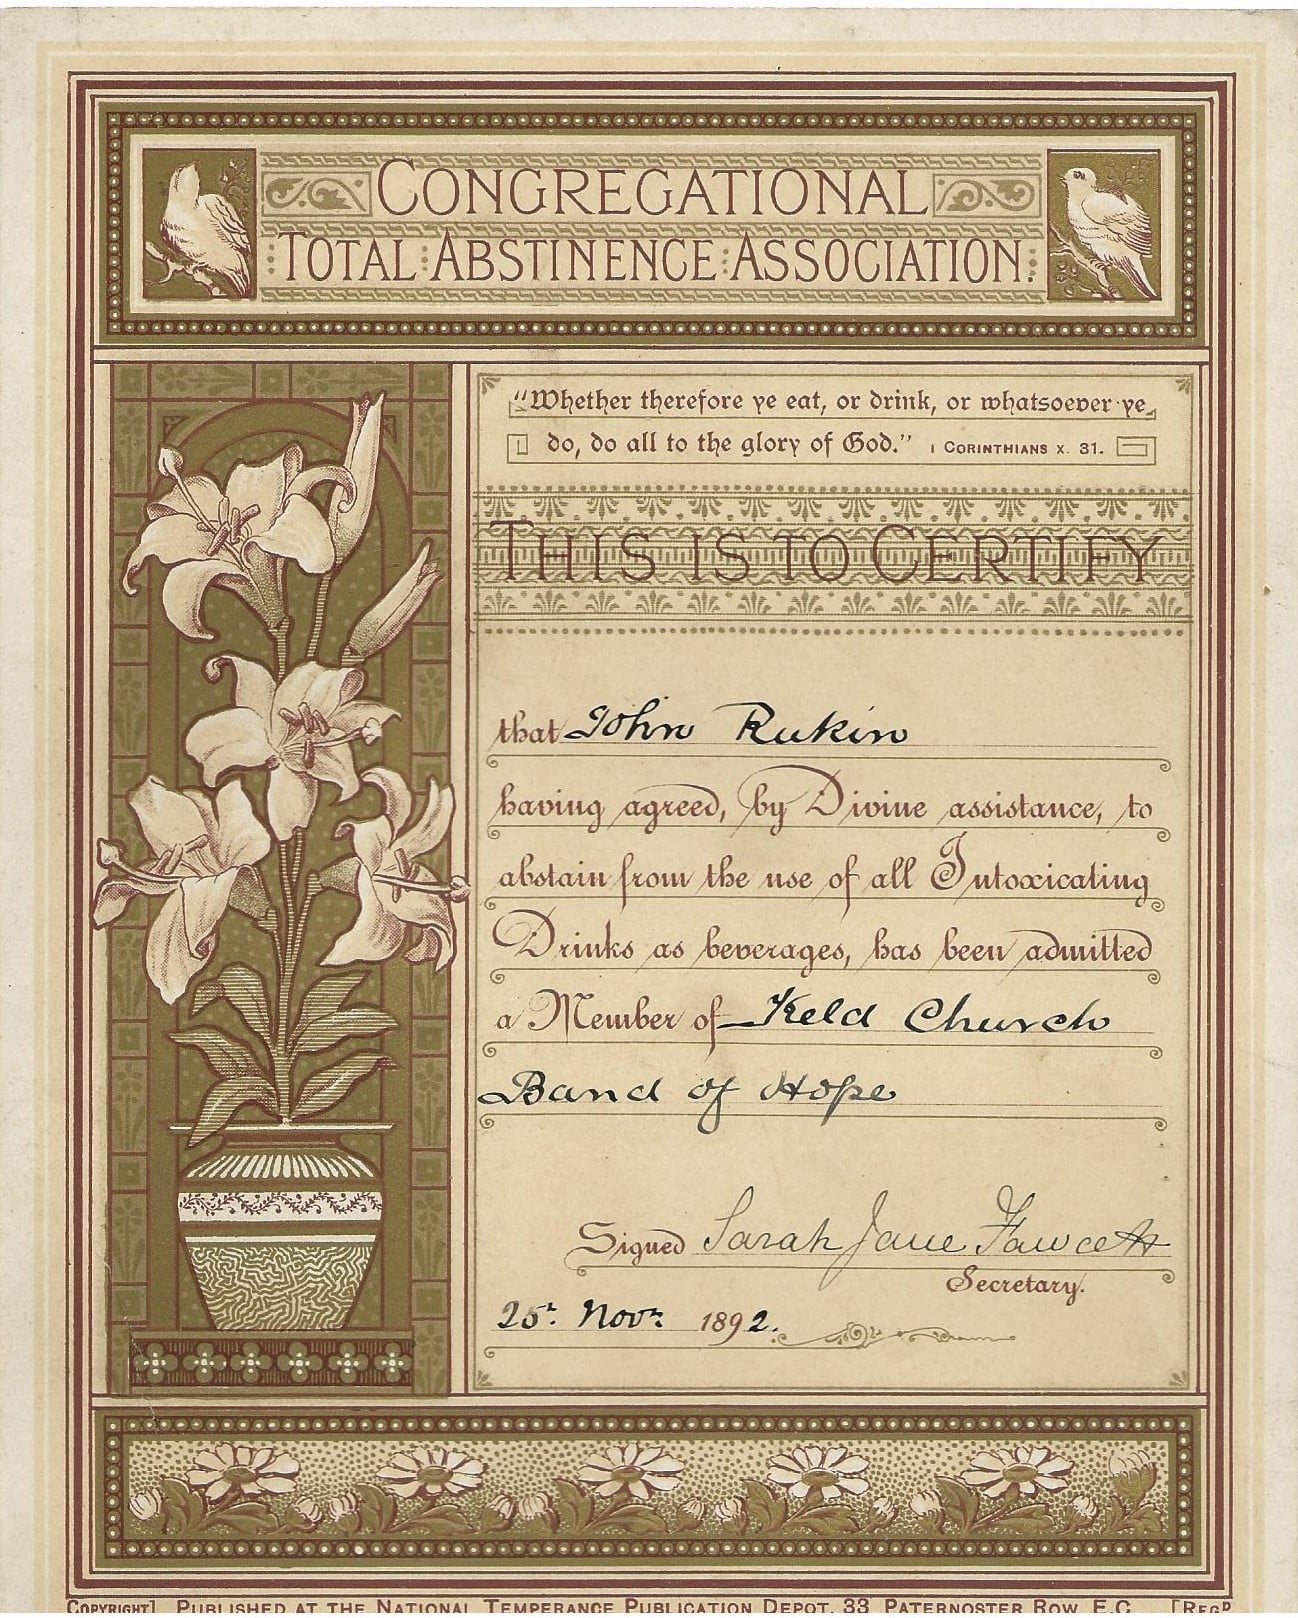 CONGREGATIONAL
TOTAL ABSTINENCE ASSOCIATION.
"Whether therefore ye eat, or drink, or whatsoever ye
do, do all to the glory of God." 1 CORINTHIANS X. 31.
THIS IS TO CERTIFY
that John Rukin
having agreed, by Divine assistance, to
abstain from the use of all Intoxicating
Drinks as beverages, has been admitted
a Member of Keld Church
Band of Hope
Signed Sarah Jane Fawcett
Secretary.
25th. Novr. 1892.
COPYRIGHT] PUBLISHED AT THE NATIONAL TEMPERANCE PUBLICATION DEPOT, 33 PATERNOSTER ROW, E.C. [REGD